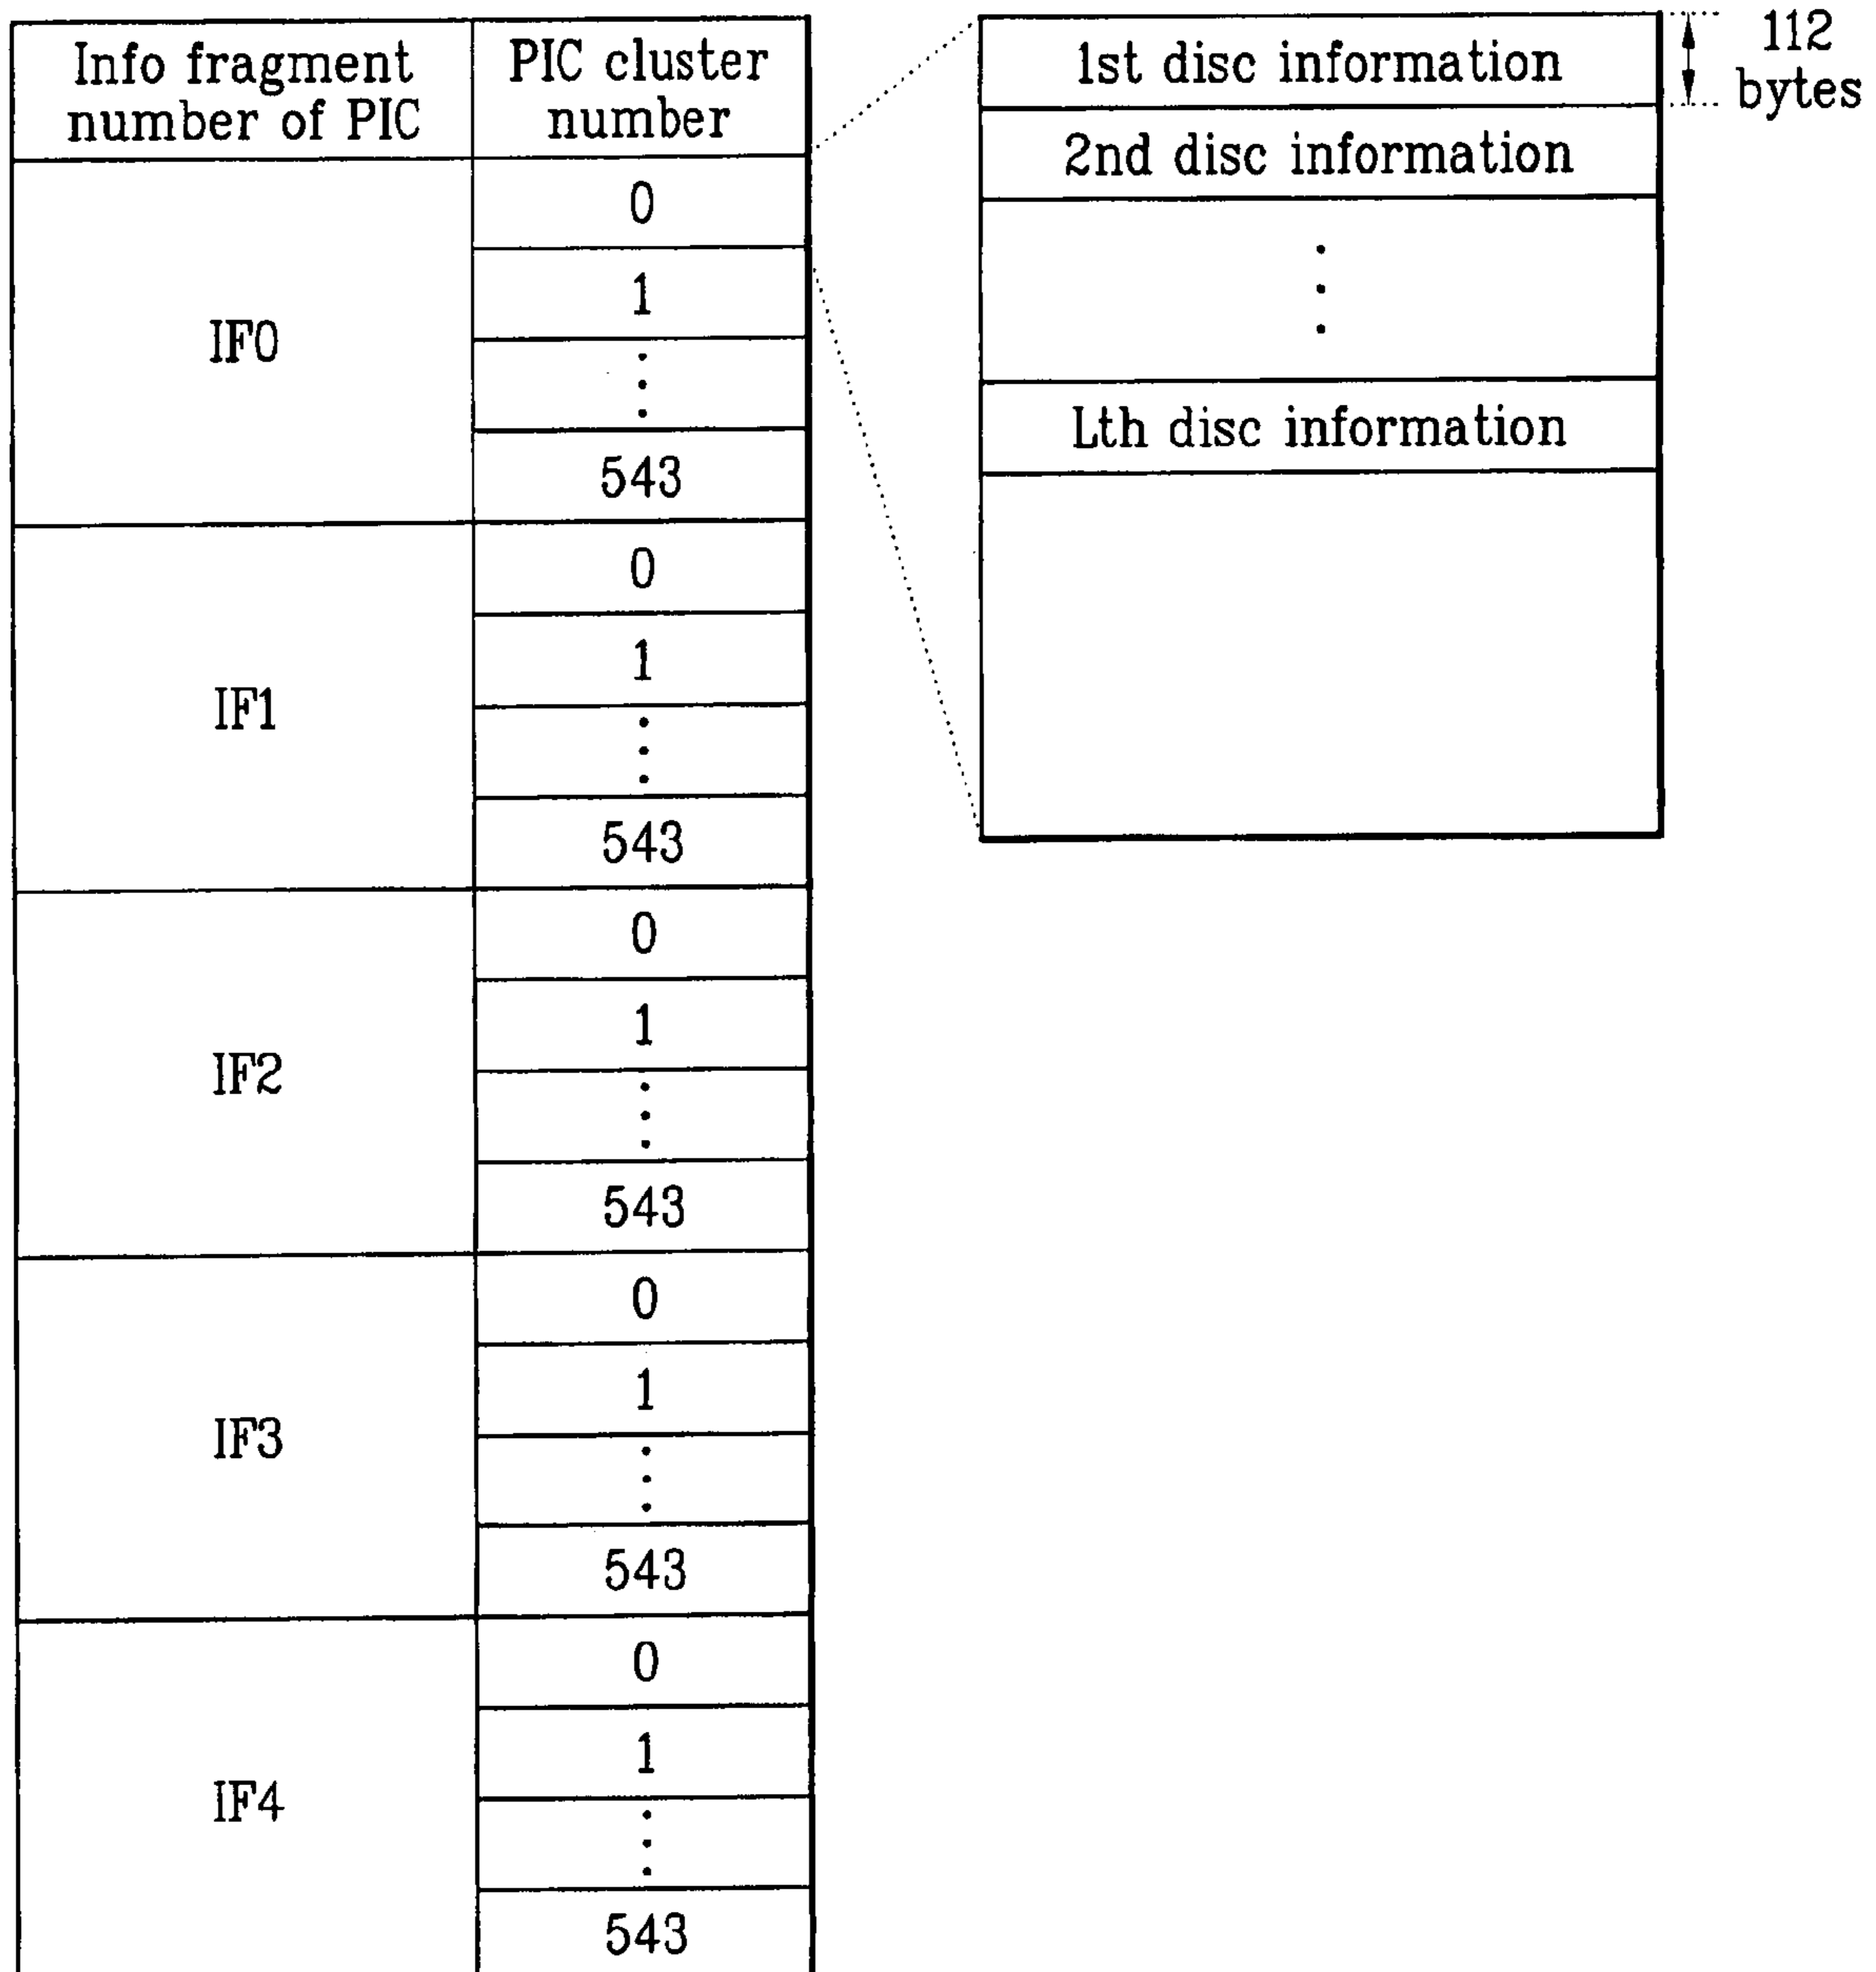 Info fragment
number of PIC
PIC cluster
number
IF0
0
1
543
IF1
0
1
543
IF2
0
1
543
IF3
0
1
543
IF4
0
1
543
1st disc information
2nd disc information
Lth disc information
112
bytes